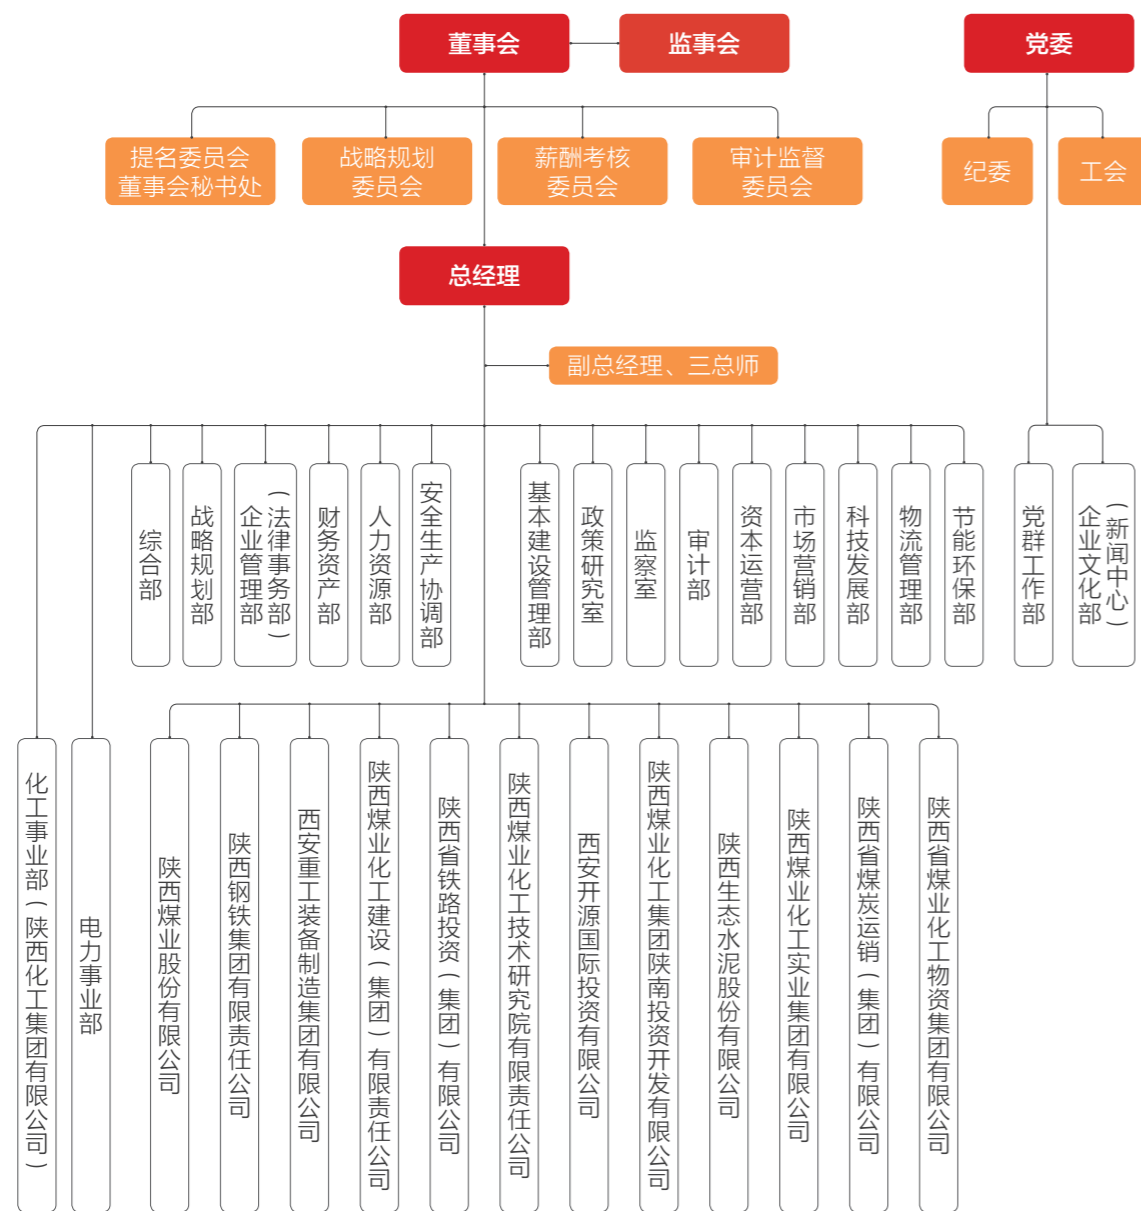 董事会
监事会
党委
提名委员会
董事会秘书处
战略规划
委员会
薪酬考核
委员会
审计监督
委员会
纪委
工会
总经理
副总经理、三总师
综合部
战略规划部
（法律事务部）
企业管理部
财务资产部
人力资源部
安全生产协调部
基本建设管理部
政策研究室
监察室
审计部
资本运营部
市场营销部
科技发展部
物流管理部
节能环保部
党群工作部
（新闻中心）
企业文化部
化工事业部（陕西化工集团有限公司）
电力事业部
陕西煤业股份有限公司
陕西钢铁集团有限责任公司
西安重工装备制造集团有限公司
陕西煤业化工建设（集团）有限责任公司
陕西省铁路投资（集团）有限公司
陕西煤业化工技术研究院有限责任公司
西安开源国际投资有限公司
陕西煤业化工集团陕南投资开发有限公司
陕西生态水泥股份有限公司
陕西煤业化工实业集团有限公司
陕西省煤炭运销（集团）有限公司
陕西省煤业化工物资集团有限公司